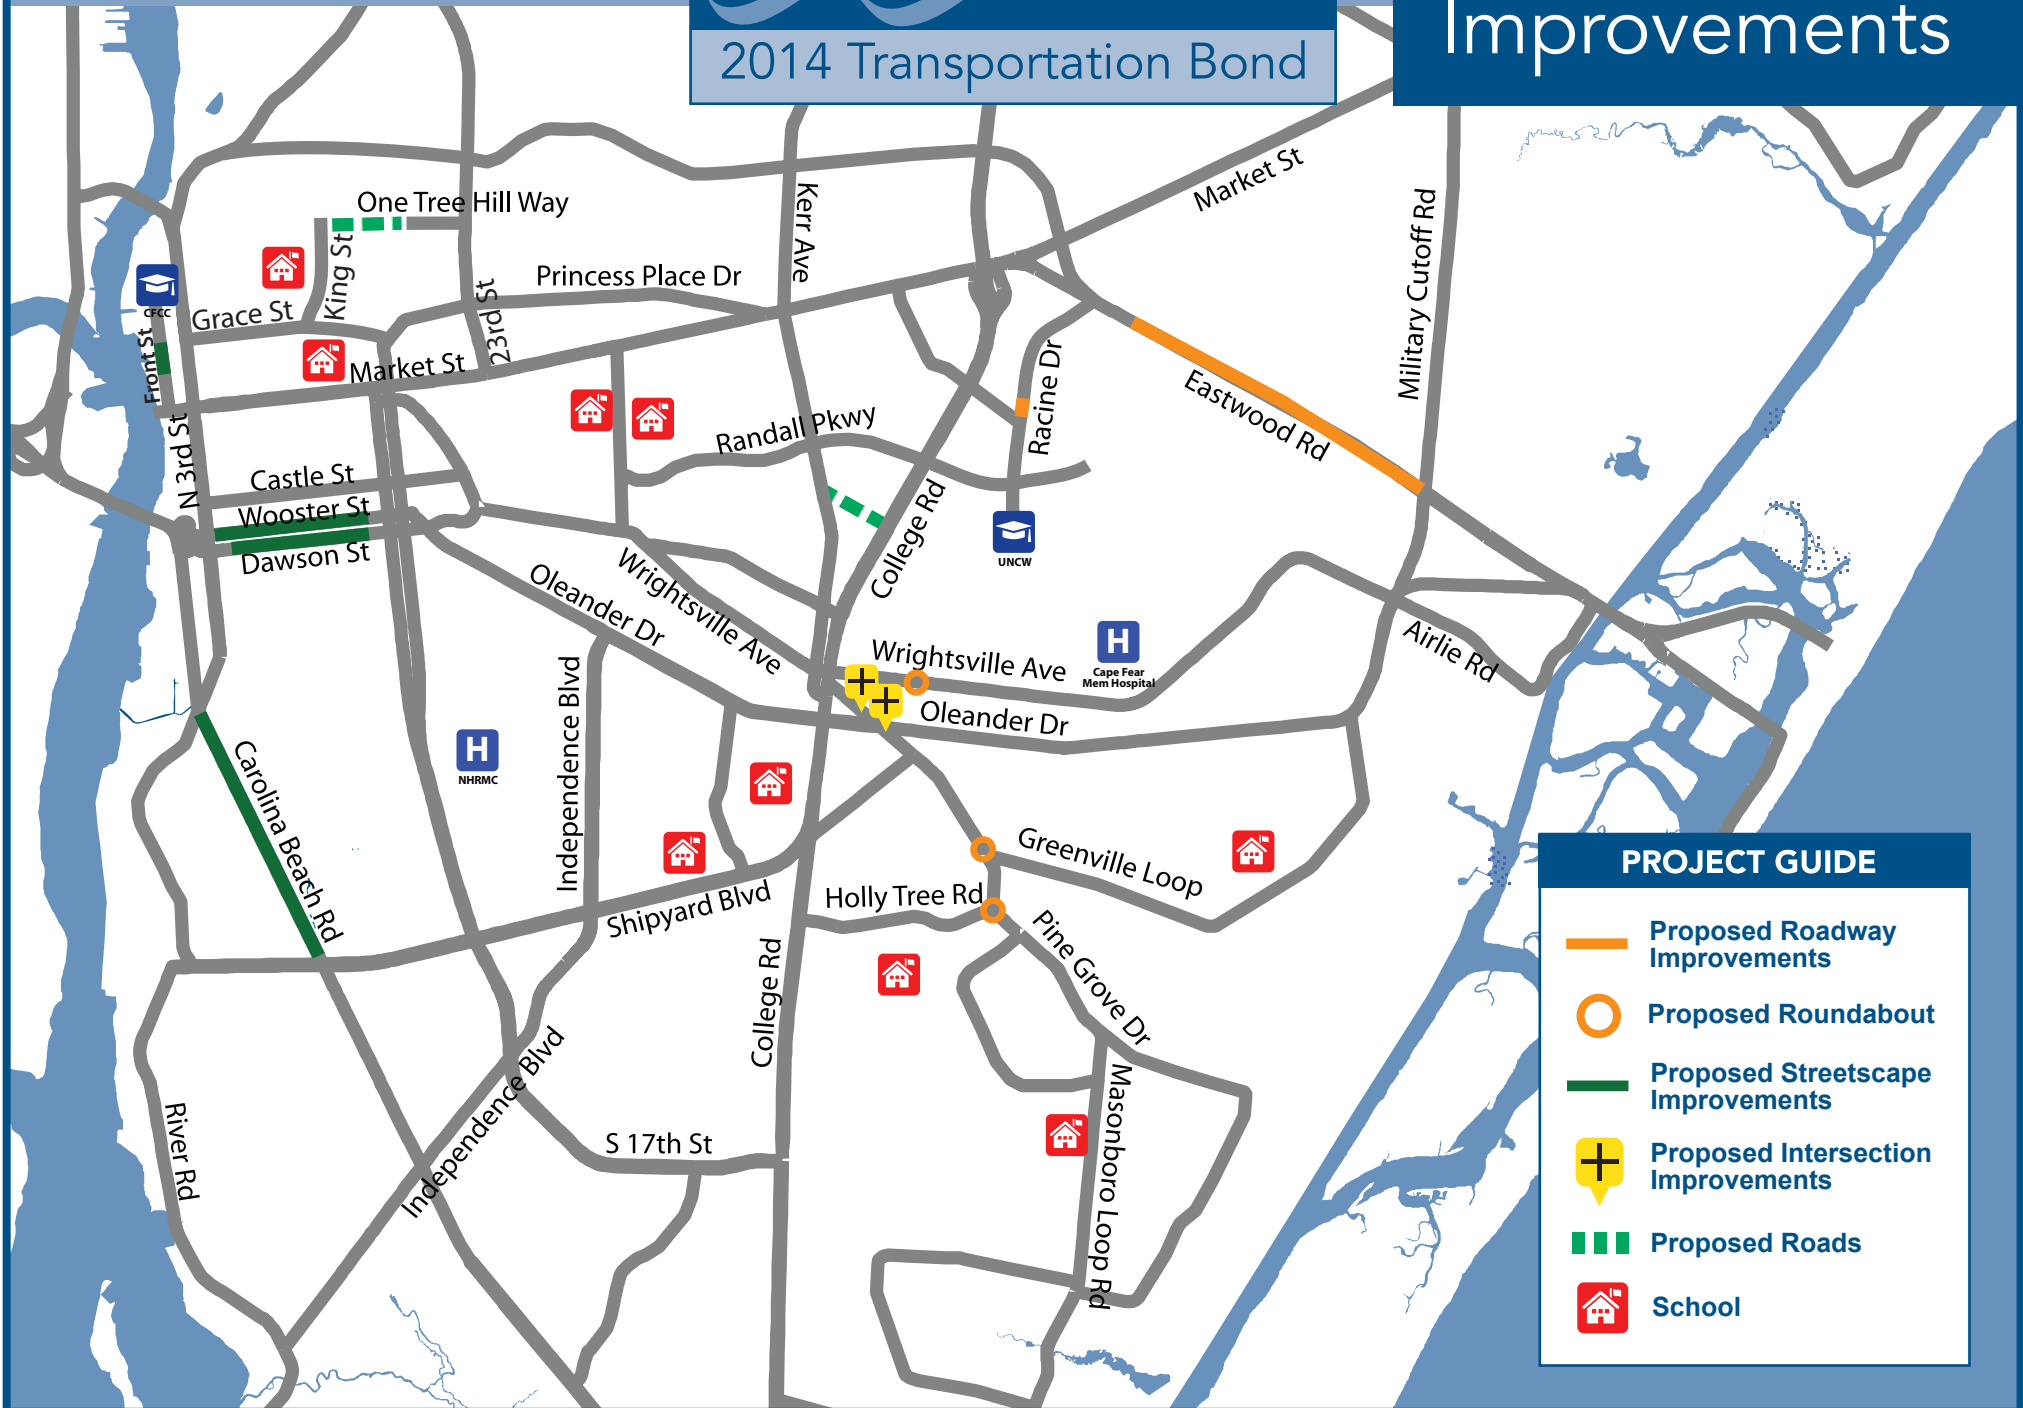 Improvements
2014 Transportation Bond
One Tree Hill Way
King St
Kerr Ave
Market St
Military Cutoff Rd
Princess Place Dr
23rd St
Grace St
CFCC
Front St
Market St
N 3rd St
Racine Dr
Eastwood Rd
Randall Pkwy
Castle St
Wooster St
Dawson St
College Rd
UNCW
Wrightsville Ave
Oleander Dr
Wrightsville Ave
H
Cape Fear
Mem Hospital
Airlie Rd
Oleander Dr
Independence Blvd
H
NHRMC
Carolina Beach Rd
Greenville Loop
Holly Tree Rd
Shipyard Blvd
Pine Grove Dr
College Rd
Independence Blvd
River Rd
S 17th St
Masonboro Loop Rd
PROJECT GUIDE
Proposed Roadway
Improvements
Proposed Roundabout
Proposed Streetscape
Improvements
Proposed Intersection
Improvements
Proposed Roads
School